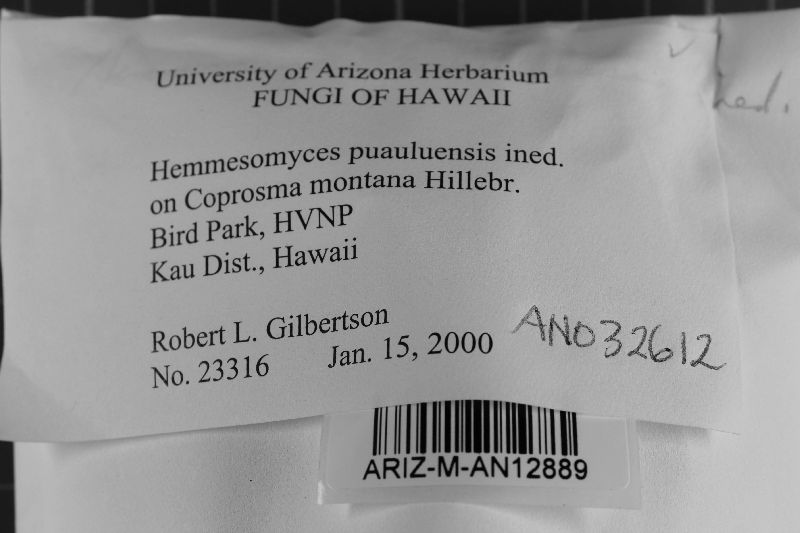 University of Arizona Herbarium
FUNGI OF HAWAII
Hemmesomyces puauluensis ined.
on Coprosma montana Hillebr.
Bird Park, HVNP
Kau Dist., Hawaii
Robert L. Gilbertson
No. 23316 Jan. 15, 2000
AN032612
ARIZ-M-AN12889